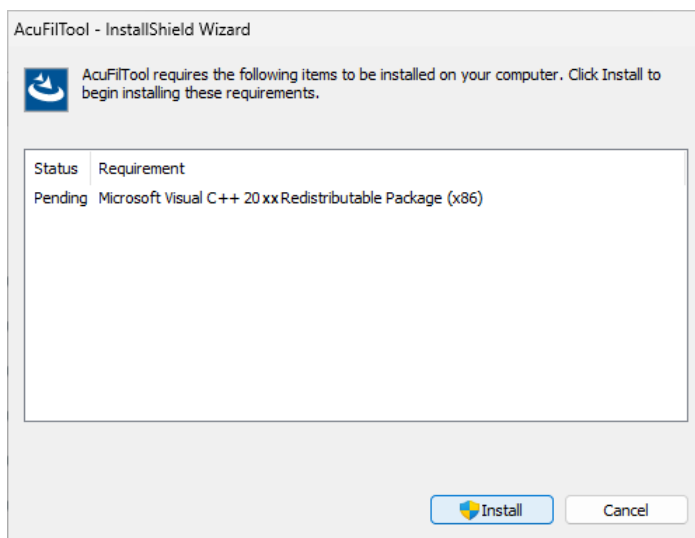 AcuFilTool - InstallShield Wizard
AcuFilTool requires the following items to be installed on your computer. Click Install to
begin installing these requirements.
Status Requirement
Pending Microsoft Visual C++ 20xx Redistributable Package (x86)
Install Cancel